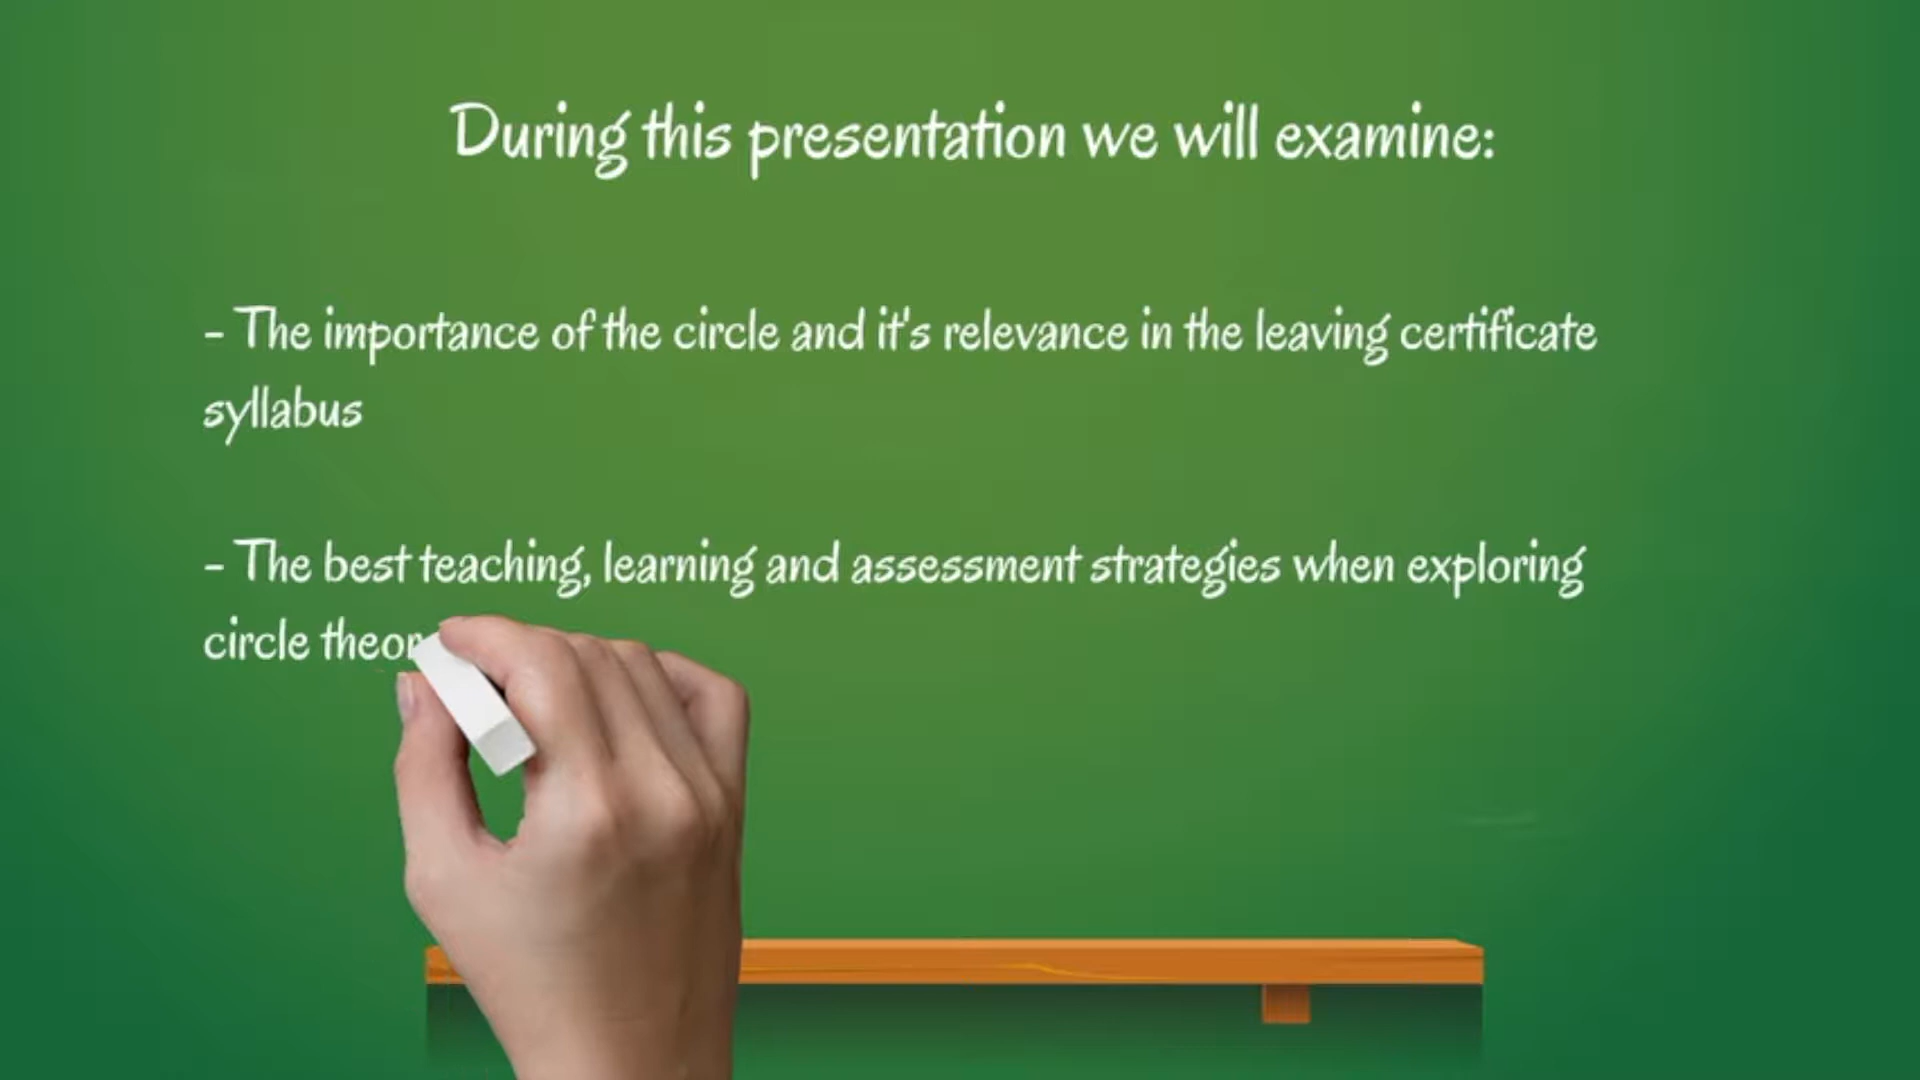 During this presentation we will examine:
- The importance of the circle and it's relevance in the leaving certificate
syllabus
- The best teaching, learning and assessment strategies when exploring
circle